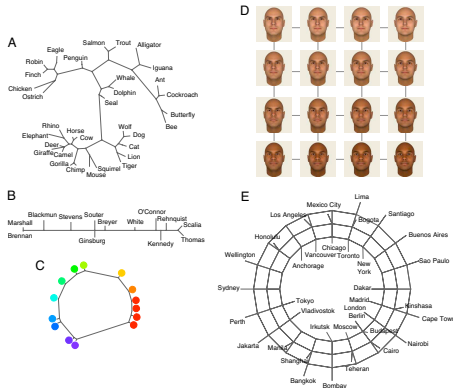 A
Salmon Trout Alligator
Eagle
Penguin
Robin
Finch
Iguana
Whale
Ant
Chicken
Dolphin
Cockroach
Ostrich
Seal
Butterfly
Bee
Rhino
Wolf
Horse
Elephant
Cow
Dog
Deer
Cat
Giraffe
Camel
Lion
Gorilla
Squirrel
Tiger
Chimp
Mouse
B
O'Connor
Marshall
Blackmun
Stevens
Souter
Breyer
White
Rehnquist
Scalia
Brennan
Ginsburg
Kennedy
Thomas
C
D
E
Lima
Mexico City
Los Angeles
Bogota
Santiago
Honolulu
Buenos Aires
Chicago
Vancouver
Toronto
Wellington
Anchorage
New
York
Sao Paulo
Sydney
Dakar
Tokyo
Madrid
Kinshasa
Vladivostok
London
Perth
Berlin
Cape Town
Irkutsk
Moscow
Budapest
Jakarta
Manila
Nairobi
Shanghai
Cairo
Bangkok
Teheran
Bombay